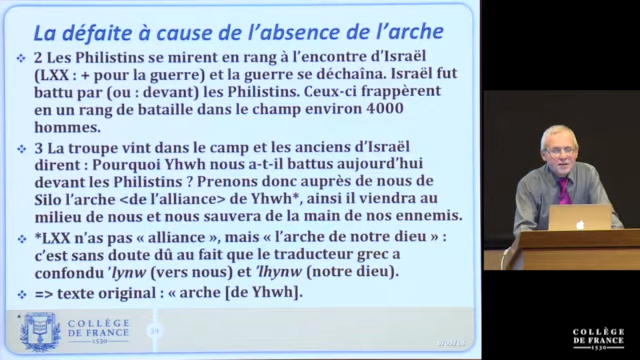 La défaite à cause de l'absence de l'arche
2 Les Philistins se mirent en rang à l'encontre d'Israël
(LXX : + pour la guerre) et la guerre se déchaîna. Israël fut
battu par (ou : devant) les Philistins. Ceux-ci frappèrent
en un rang de bataille dans le champ environ 4000
hommes.
3 La troupe vint dans le camp et les anciens d'Israël
dirent : Pourquoi Yhwh nous a-t-il battus aujourd'hui
devant les Philistins ? Prenons donc auprès de nous de
Silo l'arche <de l'alliance> de Yhwh*, ainsi il viendra au
milieu de nous et nous sauvera de la main de nos ennemis.
*LXX n'as pas « alliance », mais « l'arche de notre dieu » :
c'est sans doute dû au fait que le traducteur grec a
confondu 'lynw (vers nous) et 'lhynw (notre dieu).
=> texte original : « arche [de Yhwh].
COLLÈGE
DE FRANCE
1530
39
COLLÈGE
DE FRANCE
1530